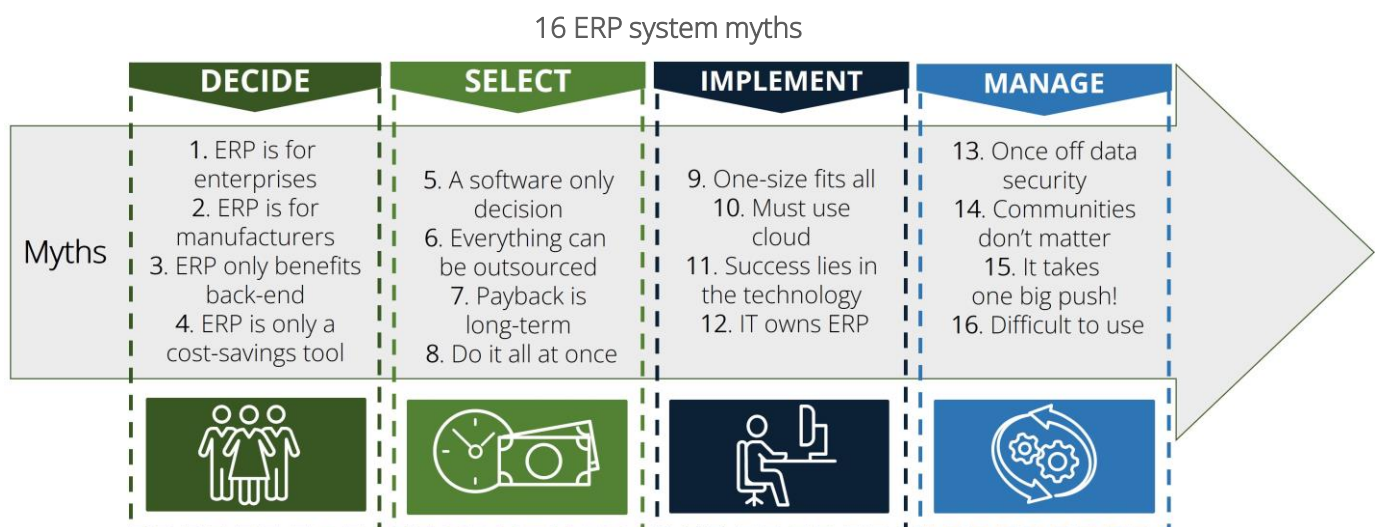 16 ERP system myths
DECIDE
SELECT
IMPLEMENT
MANAGE
Myths
1. ERP is for
enterprises
2. ERP is for
manufacturers
3. ERP only benefits
back-end
4. ERP is only a
cost-savings tool
5. A software only
decision
6. Everything can
be outsourced
7. Payback is
long-term
8. Do it all at once
9. One-size fits all
10. Must use
cloud
11. Success lies in
the technology
12. IT owns ERP
13. Once off data
security
14. Communities
don’t matter
15. It takes
one big push!
16. Difficult to use